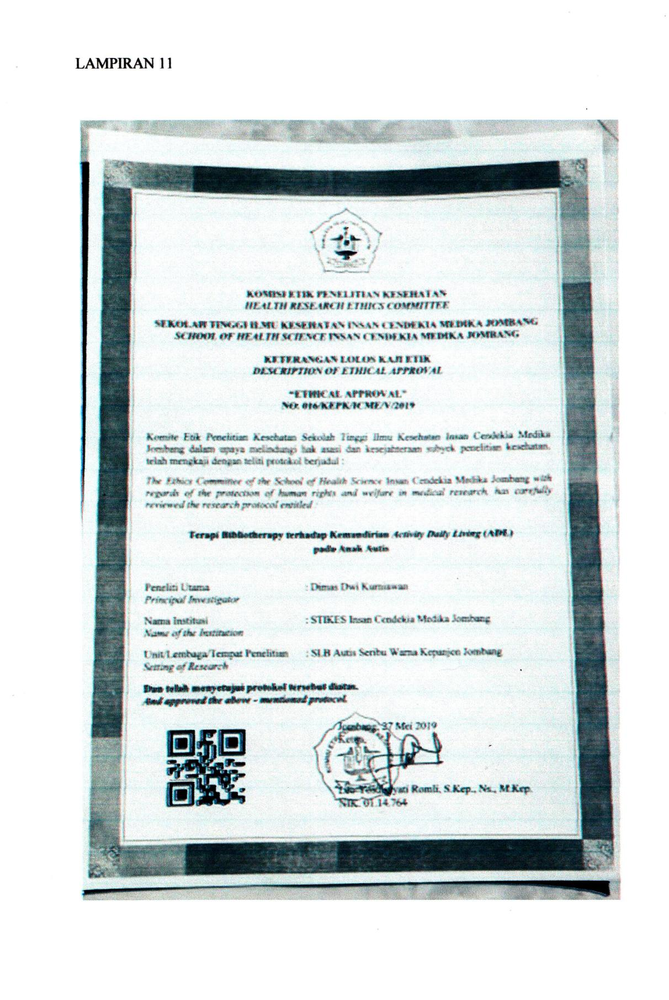 LAMPIRAN 11
KOMISI ETIK PENELITIAN KESEHATAN
HEALTH RESEARCH ETHICS COMMITTEE
SEKOLAH TINGGI ILMU KESEHATAN INSAN CENDEKIA MEDIKA JOMBANG
SCHOOL OF HEALTH SCIENCE INSAN CENDEKIA MEDIKA JOMBANG
KETERANGAN LOLOS KAJI ETIK
DESCRIPTION OF ETHICAL APPROVAL
"ETHICAL APPROVAL"
NO. 016/KEPK/ICME/V/2019
Komite Etik Penelitian Kesehatan Sekolah Tinggi Ilmu Kesehatan Insan Cendekia Medika
Jombang dalam upaya melindungi hak asasi dan kesejahteraan subyek penelitian kesehatan,
telah mengkaji dengan teliti protokol berjudul :
The Ethics Committee of the School of Health Science Insan Cendekia Medika Jombang with
regards of the protection of human rights and welfare in medical research, has carefully
reviewed the research protocol entitled :
Terapi Bibliotherapy terhadap Kemandirian Activity Daily Living (ADL)
pada Anak Autis
Peneliti Utama : Dimas Dwi Kurniawan
Principal Investigator
Nama Institusi : STIKES Insan Cendekia Medika Jombang
Name of the Institution
Unit/Lembaga/Tempat Penelitian : SLB Autis Seribu Warna Kepanjen Jombang
Setting of Research
Dan telah menyetujui protokol tersebut diatas.
And approved the above - mentioned protocol.
Jombang, 27 Mei 2019
Ketua,
Romli, S.Kep., Ns., M.Kep.
NIK. 01.14.764